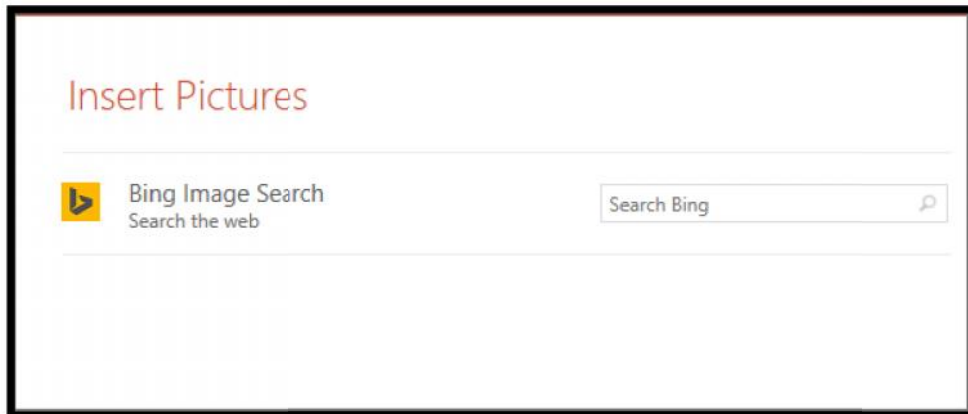 Insert Pictures
Bing Image Search
Search Bing
Search the web